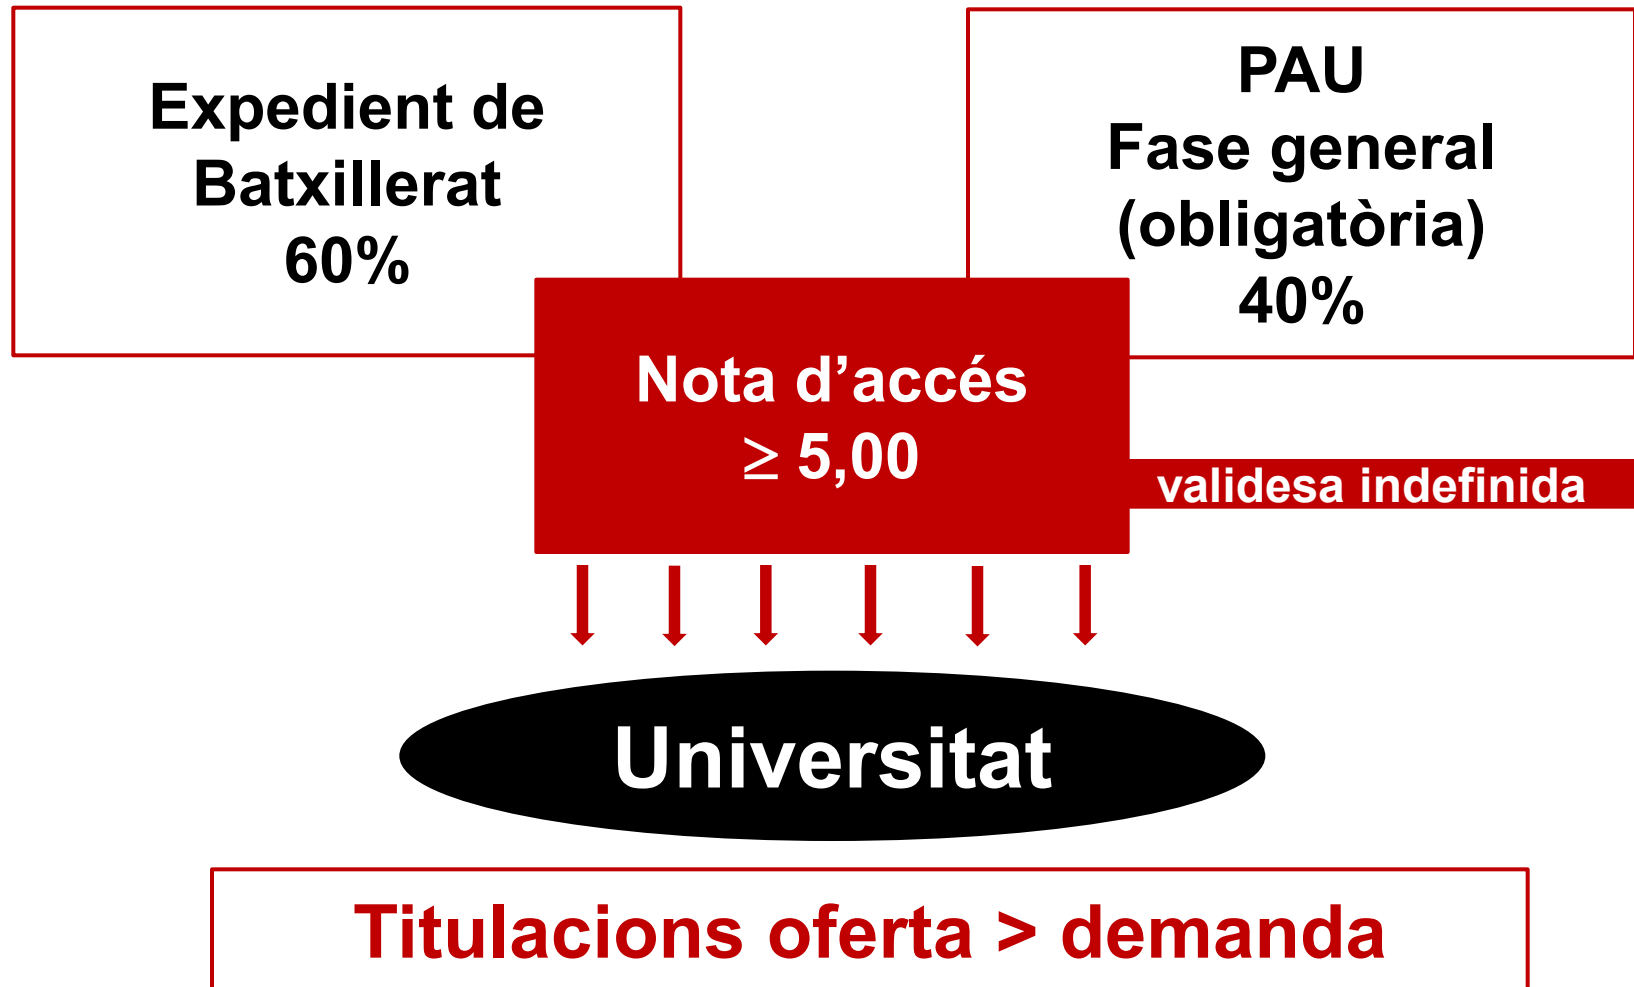 Expedient de
Batxillerat
60%
PAU
Fase general
(obligatòria)
40%
Nota d’accés
≥ 5,00
validesa indefinida
Universitat
Titulacions oferta > demanda